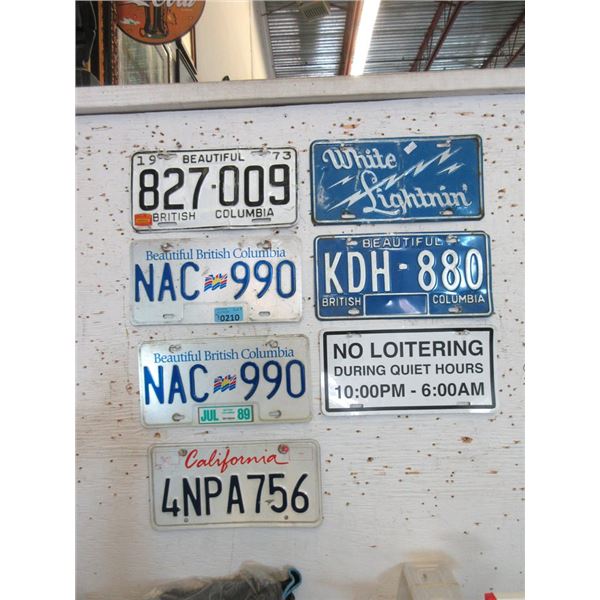 19 BEAUTIFUL 73
827-009
BRITISH COLUMBIA
White
Lightnin'
Beautiful British Columbia
NAC 990
0210
BEAUTIFUL
KDH-880
BRITISH COLUMBIA
Beautiful British Columbia
NAC 990
JUL 89
NO LOITERING
DURING QUIET HOURS
10:00PM - 6:00AM
California
4NPA756